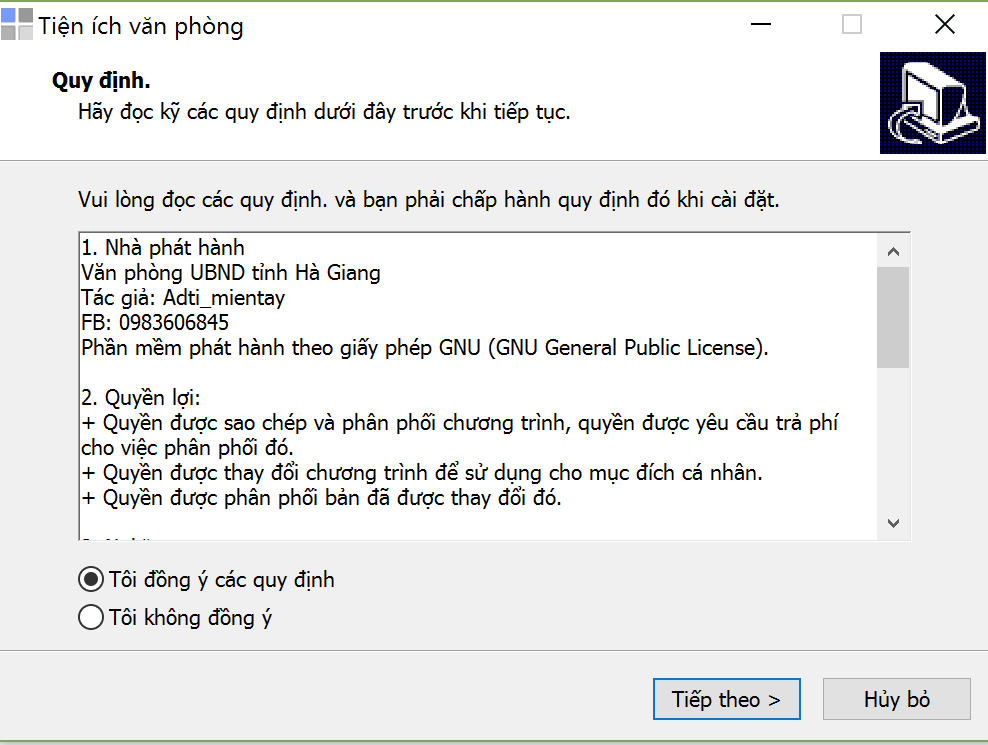 Tiện ích văn phòng
Quy định.
Hãy đọc kỹ các quy định dưới đây trước khi tiếp tục.
Vui lòng đọc các quy định. và bạn phải chấp hành quy định đó khi cài đặt.
1. Nhà phát hành
Văn phòng UBND tỉnh Hà Giang
Tác giả: Adti_mientay
FB: 0983606845
Phần mềm phát hành theo giấy phép GNU (GNU General Public License).
2. Quyền lợi:
+ Quyền được sao chép và phân phối chương trình, quyền được yêu cầu trả phí
cho việc phân phối đó.
+ Quyền được thay đổi chương trình để sử dụng cho mục đích cá nhân.
+ Quyền được phân phối bản đã được thay đổi đó.
Tôi đồng ý các quy định
Tôi không đồng ý
Tiếp theo >
Hủy bỏ